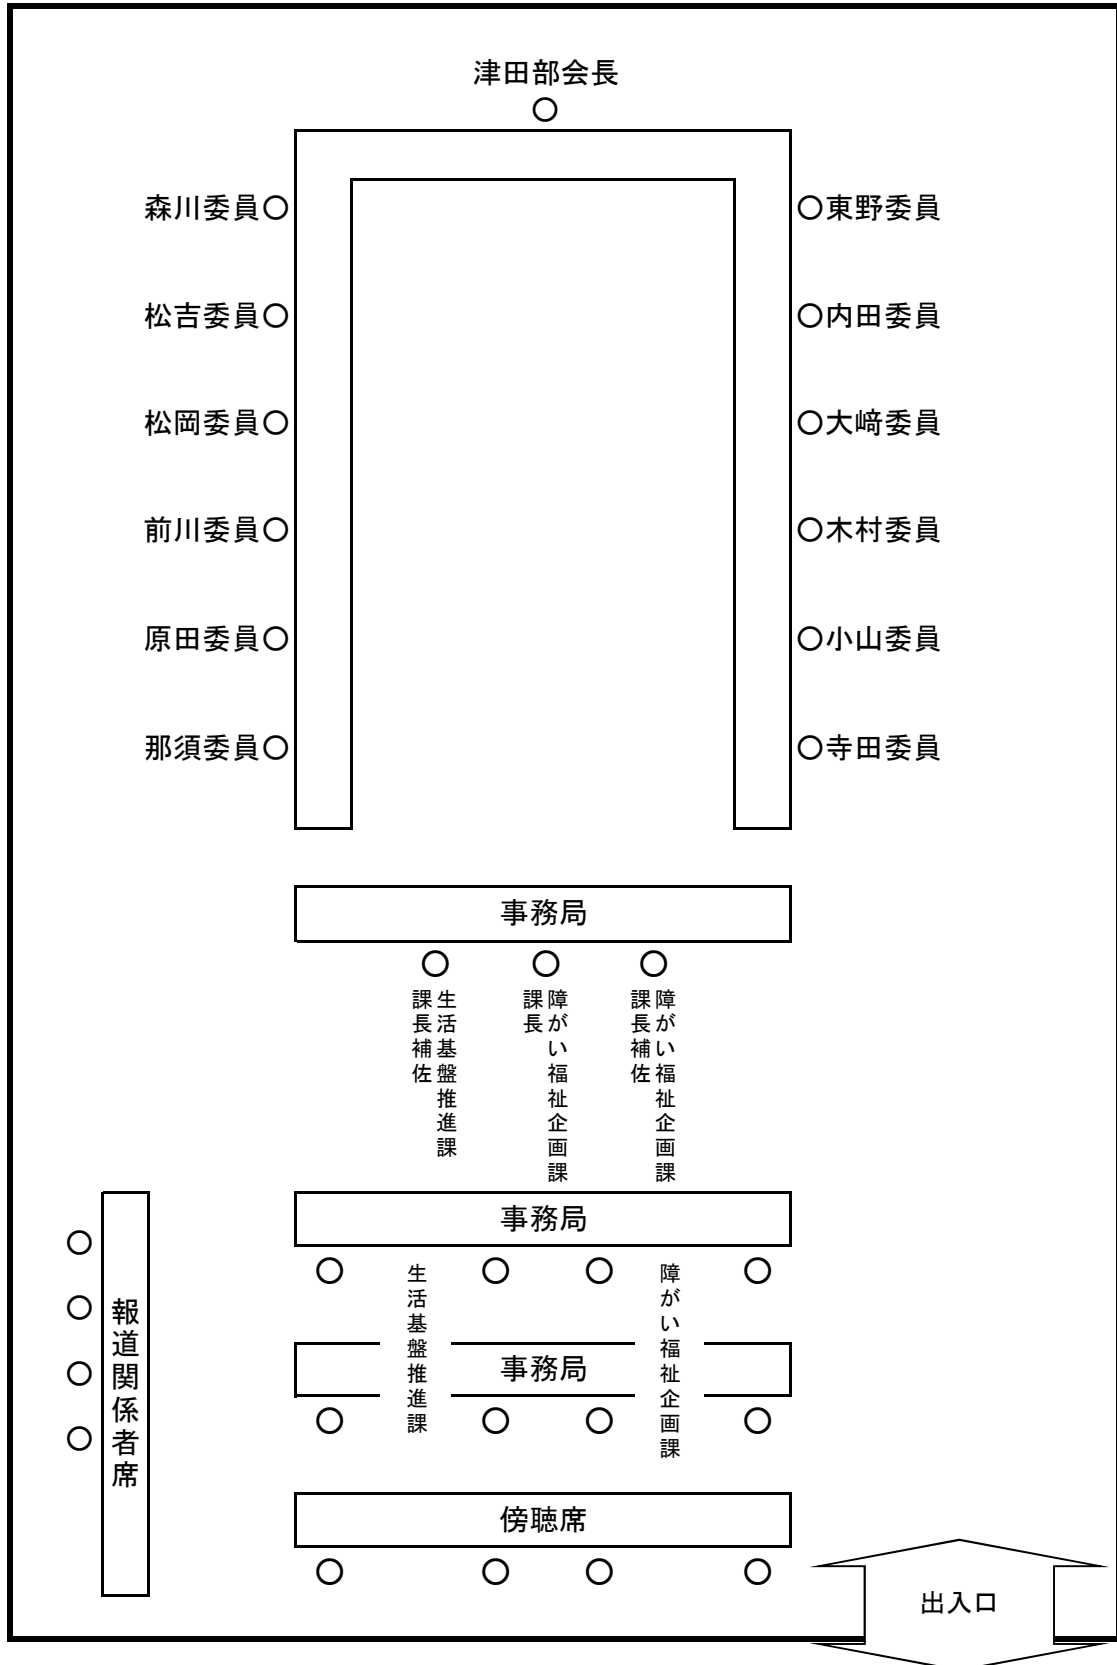 津田部会長
○
森川委員○
○東野委員
松吉委員○
○内田委員
松岡委員○
○大﨑委員
前川委員○
○木村委員
原田委員○
○小山委員
那須委員○
○寺田委員
事務局
○ ○ ○
生活基盤推進課
課長補佐
障がい福祉企画課
課長
障がい福祉企画課
課長補佐
事務局
○ ○ ○ ○
生活基盤推進課
障がい福祉企画課
事務局
○ ○ ○ ○
○
○
○
○
報道関係者席
傍聴席
○ ○ ○ ○
出入口